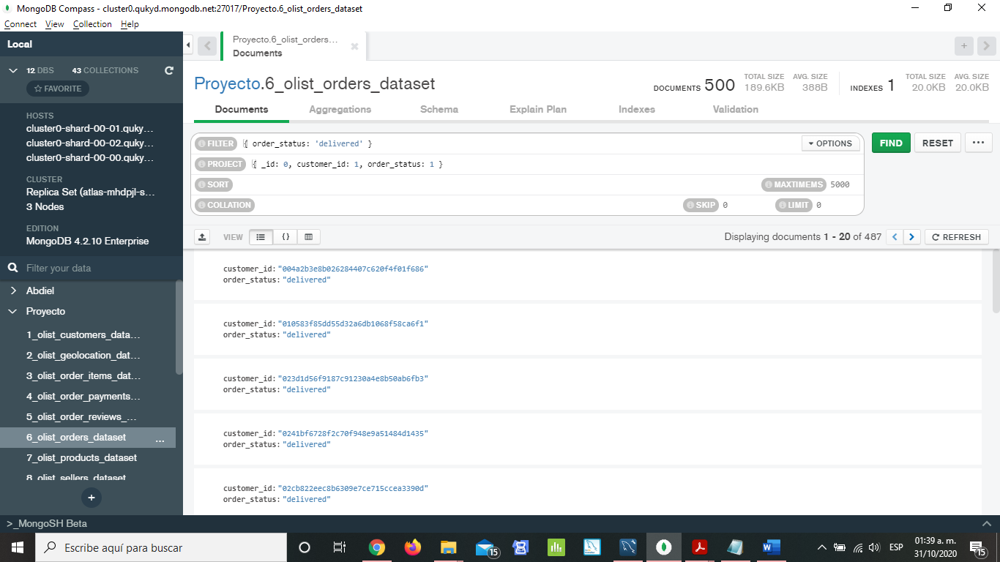 MongoDB Compass - cluster0.qukyd.mongodb.net:27017/Proyecto.6_olist_orders_dataset
Connect View Collection Help
Local
12 DBS 43 COLLECTIONS
FAVORITE
HOSTS
cluster0-shard-00-01.quky...
cluster0-shard-00-02.quky...
cluster0-shard-00-00.quky...
CLUSTER
Replica Set (atlas-mhdpjl-s...
3 Nodes
EDITION
MongoDB 4.2.10 Enterprise
Filter your data
Abdiel
Proyecto
1_olist_customers_data...
2_olist_geolocation_dat...
3_olist_order_items_dat...
4_olist_order_payments...
5_olist_order_reviews_...
6_olist_orders_dataset ...
7_olist_products_dataset
8_olist_sellers_dataset
+
Proyecto.6_olist_orders...
Documents
Proyecto.6_olist_orders_dataset
DOCUMENTS 500 TOTAL SIZE 189.6KB AVG. SIZE 388B INDEXES 1 TOTAL SIZE 20.0KB AVG. SIZE 20.0KB
Documents Aggregations Schema Explain Plan Indexes Validation
FILTER { order_status: 'delivered' } OPTIONS FIND RESET ...
PROJECT { _id: 0, customer_id: 1, order_status: 1 }
SORT MAXTIMEMS 5000
COLLATION SKIP 0 LIMIT 0
VIEW {} Displaying documents 1 - 20 of 487 < > REFRESH
customer_id: "004a2b3e8b026284407c620f4f01f686"
order_status: "delivered"
customer_id: "010583f85dd55d32a6db1068f58ca6f1"
order_status: "delivered"
customer_id: "023d1d56f9187c91230a4e8b50ab6fb3"
order_status: "delivered"
customer_id: "0241bf6728f2c70f948e9a51484d1435"
order_status: "delivered"
customer_id: "02cb822eec8b6309e7ce715ccea3390d"
order_status: "delivered"
>_MongoSH Beta
Escribe aquí para buscar
15
ESP
01:39 a. m.
31/10/2020
15